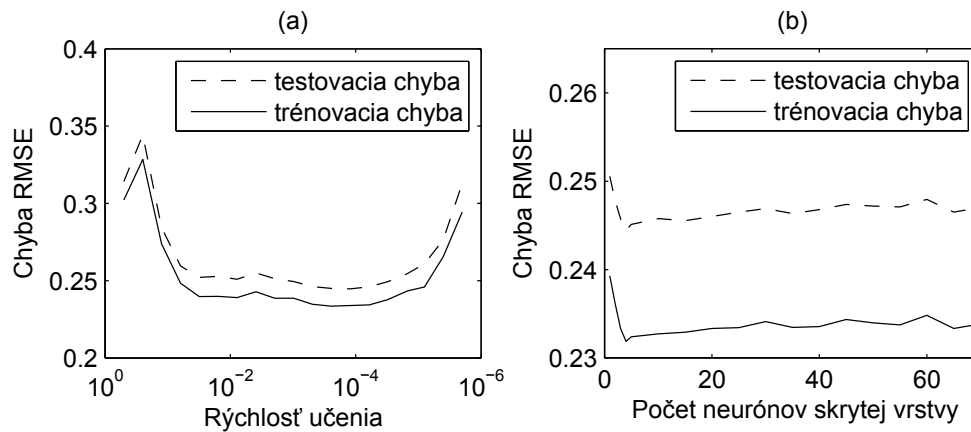 (a)
testovacia chyba
trénovacia chyba
Chyba RMSE
0.4
0.35
0.3
0.25
0.2
10^0
10^−2
10^−4
10^−6
Rýchlosť učenia
(b)
testovacia chyba
trénovacia chyba
Chyba RMSE
0.26
0.25
0.24
0.23
0
20
40
60
Počet neurónov skrytej vrstvy